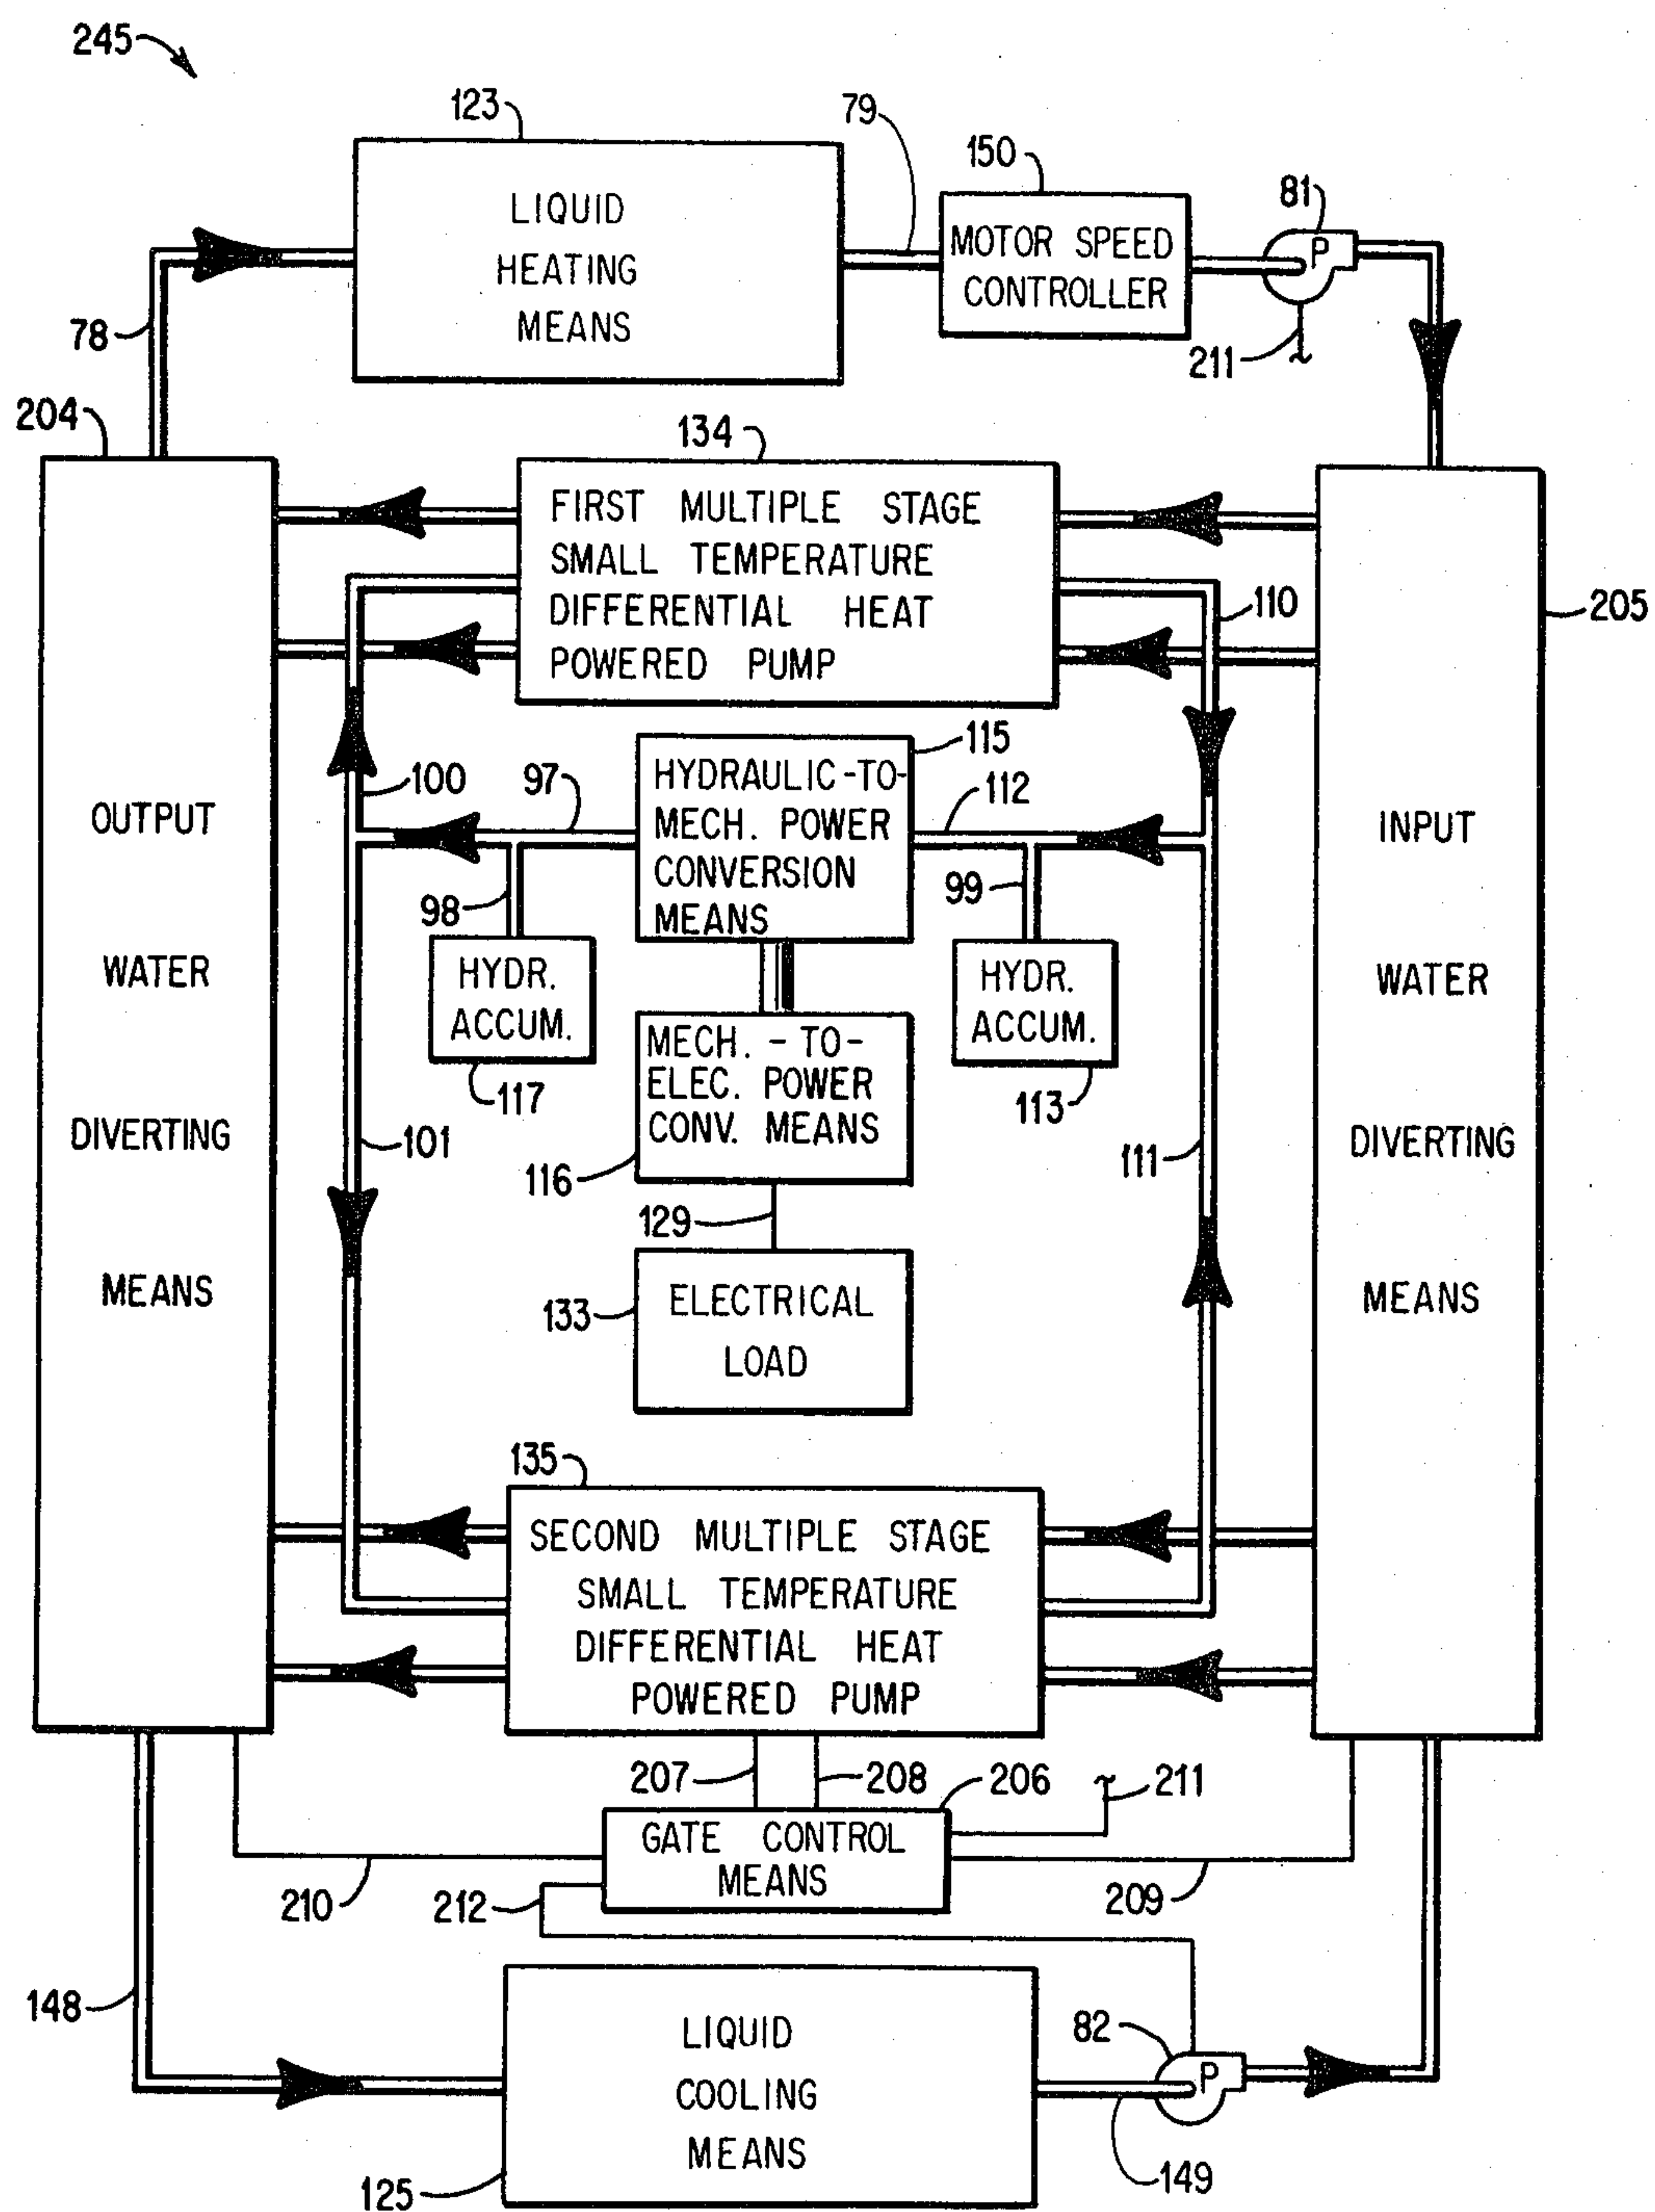 245
123
79
150
81
LIQUID
HEATING
MEANS
MOTOR SPEED
CONTROLLER
P
78
211
204
134
FIRST MULTIPLE STAGE
SMALL TEMPERATURE
DIFFERENTIAL HEAT
POWERED PUMP
110
205
115
100
97
HYDRAULIC-TO-
MECH. POWER
CONVERSION
MEANS
112
OUTPUT
WATER
DIVERTING
MEANS
INPUT
WATER
DIVERTING
MEANS
98
99
HYDR.
ACCUM.
HYDR.
ACCUM.
MECH. -TO-
ELEC. POWER
CONV. MEANS
117
113
101
111
116
129
133
ELECTRICAL
LOAD
135
SECOND MULTIPLE STAGE
SMALL TEMPERATURE
DIFFERENTIAL HEAT
POWERED PUMP
207
208
206
211
GATE CONTROL
MEANS
210
212
209
148
LIQUID
COOLING
MEANS
82
P
125
149